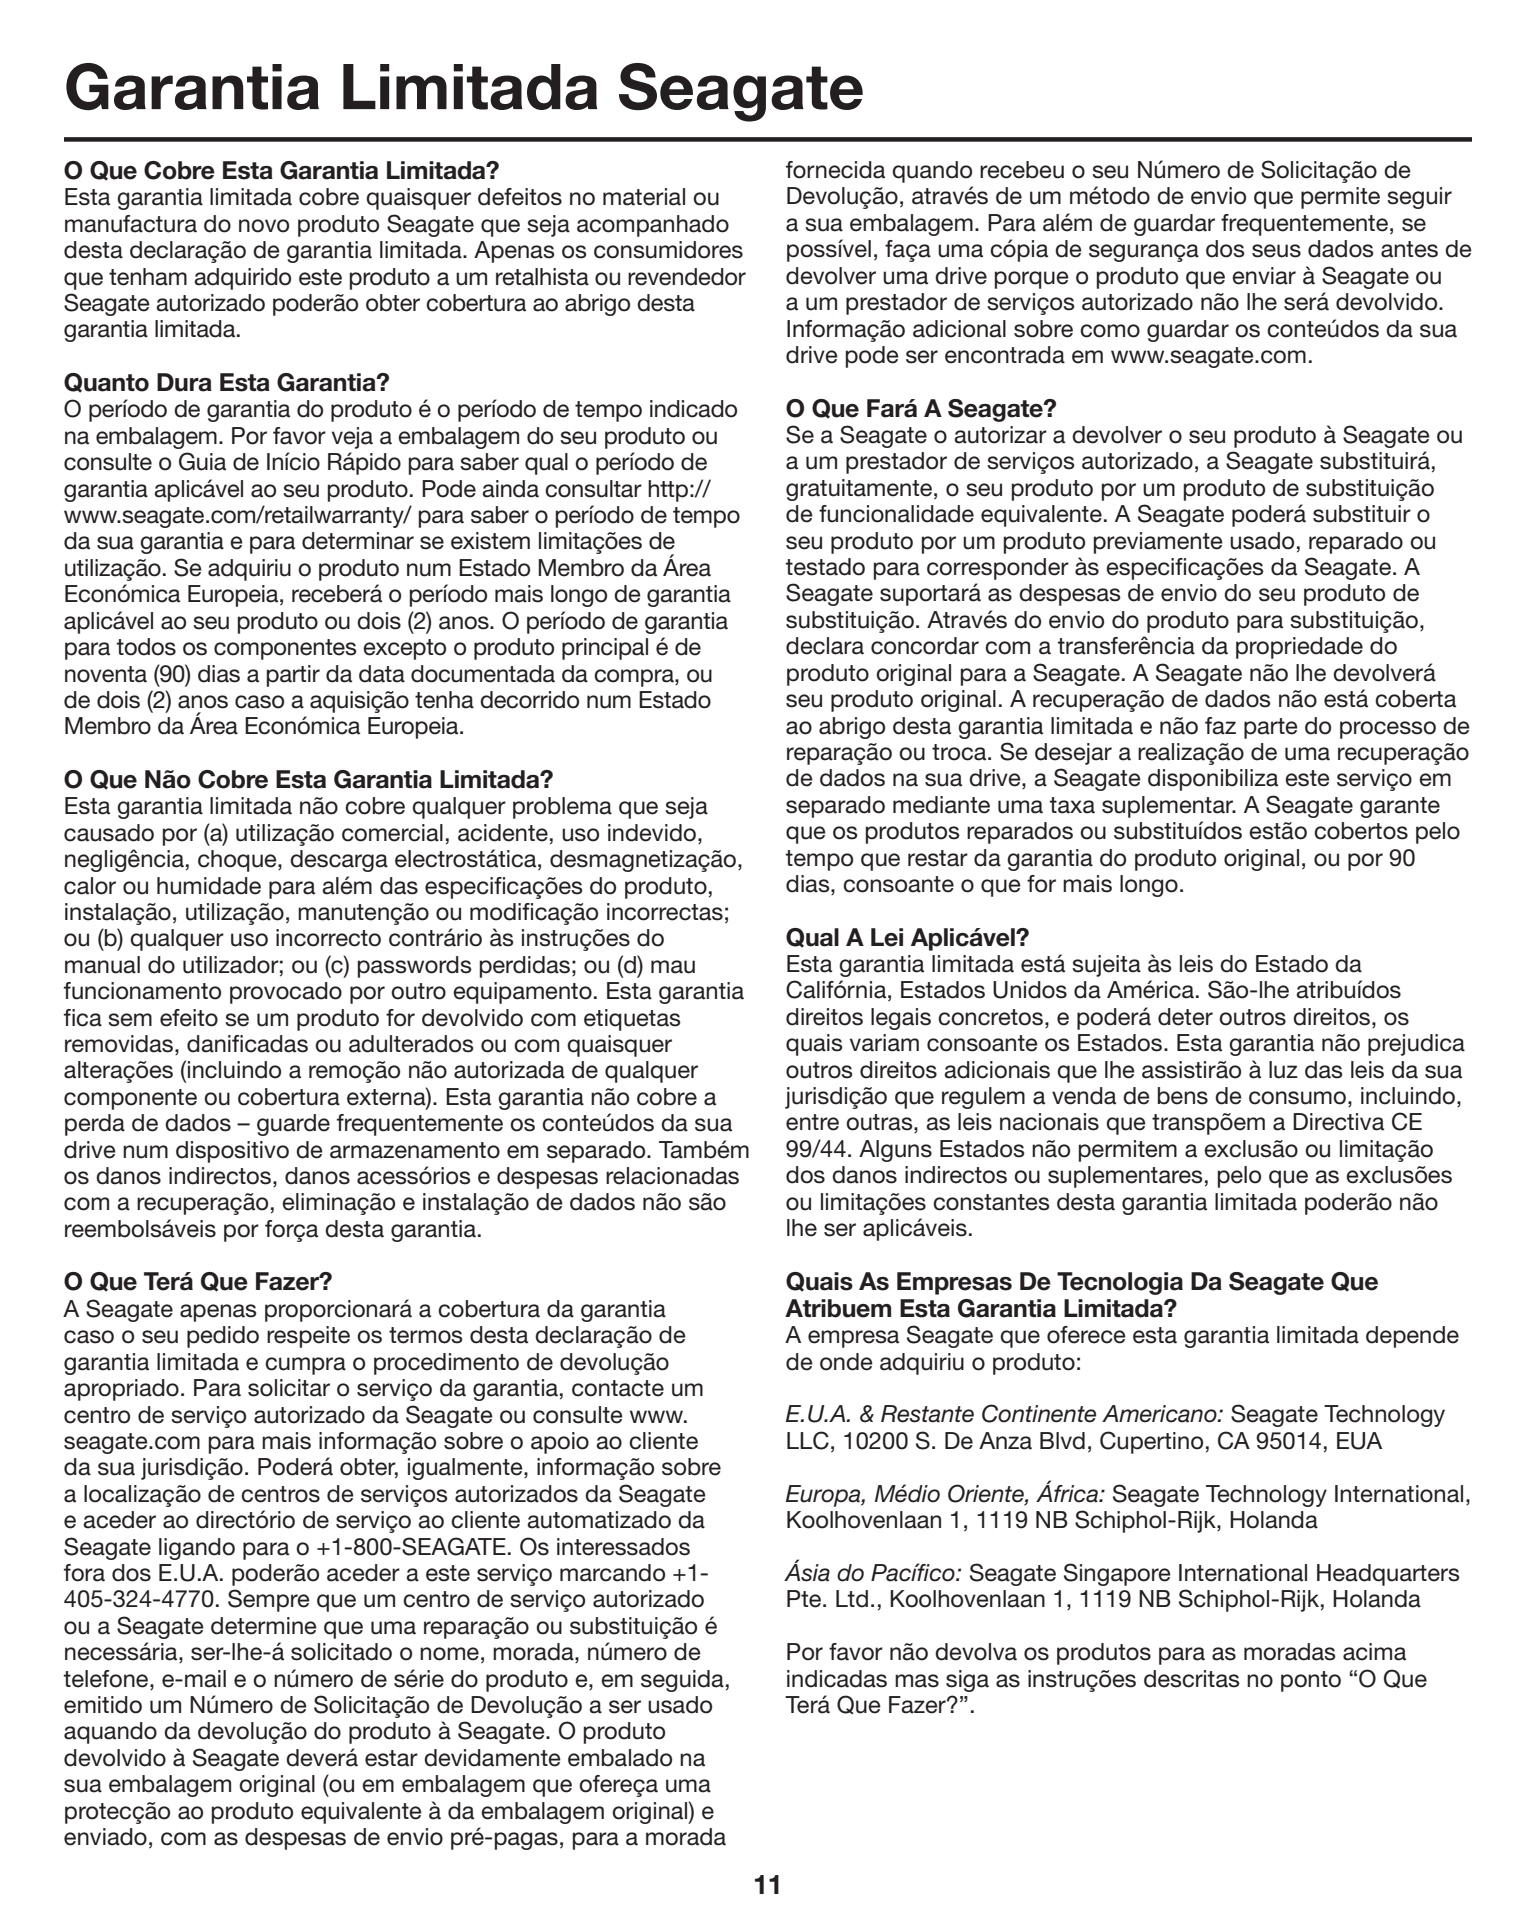 Garantia Limitada Seagate
O Que Cobre Esta Garantia Limitada?
Esta garantia limitada cobre quaisquer defeitos no material ou
manufactura do novo produto Seagate que seja acompanhado
desta declaração de garantia limitada. Apenas os consumidores
que tenham adquirido este produto a um retalhista ou revendedor
Seagate autorizado poderão obter cobertura ao abrigo desta
garantia limitada.
Quanto Dura Esta Garantia?
O período de garantia do produto é o período de tempo indicado
na embalagem. Por favor veja a embalagem do seu produto ou
consulte o Guia de Início Rápido para saber qual o período de
garantia aplicável ao seu produto. Pode ainda consultar http://
www.seagate.com/retailwarranty/ para saber o período de tempo
da sua garantia e para determinar se existem limitações de
utilização. Se adquiriu o produto num Estado Membro da Área
Económica Europeia, receberá o período mais longo de garantia
aplicável ao seu produto ou dois (2) anos. O período de garantia
para todos os componentes excepto o produto principal é de
noventa (90) dias a partir da data documentada da compra, ou
de dois (2) anos caso a aquisição tenha decorrido num Estado
Membro da Área Económica Europeia.
O Que Não Cobre Esta Garantia Limitada?
Esta garantia limitada não cobre qualquer problema que seja
causado por (a) utilização comercial, acidente, uso indevido,
negligência, choque, descarga electrostática, desmagnetização,
calor ou humidade para além das especificações do produto,
instalação, utilização, manutenção ou modificação incorrectas;
ou (b) qualquer uso incorrecto contrário às instruções do
manual do utilizador; ou (c) passwords perdidas; ou (d) mau
funcionamento provocado por outro equipamento. Esta garantia
fica sem efeito se um produto for devolvido com etiquetas
removidas, danificadas ou adulterados ou com quaisquer
alterações (incluindo a remoção não autorizada de qualquer
componente ou cobertura externa). Esta garantia não cobre a
perda de dados – guarde frequentemente os conteúdos da sua
drive num dispositivo de armazenamento em separado. Também
os danos indirectos, danos acessórios e despesas relacionadas
com a recuperação, eliminação e instalação de dados não são
reembolsáveis por força desta garantia.
O Que Terá Que Fazer?
A Seagate apenas proporcionará a cobertura da garantia
caso o seu pedido respeite os termos desta declaração de
garantia limitada e cumpra o procedimento de devolução
apropriado. Para solicitar o serviço da garantia, contacte um
centro de serviço autorizado da Seagate ou consulte www.
seagate.com para mais informação sobre o apoio ao cliente
da sua jurisdição. Poderá obter, igualmente, informação sobre
a localização de centros de serviços autorizados da Seagate
e aceder ao directório de serviço ao cliente automatizado da
Seagate ligando para o +1-800-SEAGATE. Os interessados
fora dos E.U.A. poderão aceder a este serviço marcando +1-
405-324-4770. Sempre que um centro de serviço autorizado
ou a Seagate determine que uma reparação ou substituição é
necessária, ser-lhe-á solicitado o nome, morada, número de
telefone, e-mail e o número de série do produto e, em seguida,
emitido um Número de Solicitação de Devolução a ser usado
aquando da devolução do produto à Seagate. O produto
devolvido à Seagate deverá estar devidamente embalado na
sua embalagem original (ou em embalagem que ofereça uma
protecção ao produto equivalente à da embalagem original) e
enviado, com as despesas de envio pré-pagas, para a morada
fornecida quando recebeu o seu Número de Solicitação de
Devolução, através de um método de envio que permite seguir
a sua embalagem. Para além de guardar frequentemente, se
possível, faça uma cópia de segurança dos seus dados antes de
devolver uma drive porque o produto que enviar à Seagate ou
a um prestador de serviços autorizado não lhe será devolvido.
Informação adicional sobre como guardar os conteúdos da sua
drive pode ser encontrada em www.seagate.com.
O Que Fará A Seagate?
Se a Seagate o autorizar a devolver o seu produto à Seagate ou
a um prestador de serviços autorizado, a Seagate substituirá,
gratuitamente, o seu produto por um produto de substituição
de funcionalidade equivalente. A Seagate poderá substituir o
seu produto por um produto previamente usado, reparado ou
testado para corresponder às especificações da Seagate. A
Seagate suportará as despesas de envio do seu produto de
substituição. Através do envio do produto para substituição,
declara concordar com a transferência da propriedade do
produto original para a Seagate. A Seagate não lhe devolverá
seu produto original. A recuperação de dados não está coberta
ao abrigo desta garantia limitada e não faz parte do processo de
reparação ou troca. Se desejar a realização de uma recuperação
de dados na sua drive, a Seagate disponibiliza este serviço em
separado mediante uma taxa suplementar. A Seagate garante
que os produtos reparados ou substituídos estão cobertos pelo
tempo que restar da garantia do produto original, ou por 90
dias, consoante o que for mais longo.
Qual A Lei Aplicável?
Esta garantia limitada está sujeita às leis do Estado da
Califórnia, Estados Unidos da América. São-lhe atribuídos
direitos legais concretos, e poderá deter outros direitos, os
quais variam consoante os Estados. Esta garantia não prejudica
outros direitos adicionais que lhe assistirão à luz das leis da sua
jurisdição que regulem a venda de bens de consumo, incluindo,
entre outras, as leis nacionais que transpõem a Directiva CE
99/44. Alguns Estados não permitem a exclusão ou limitação
dos danos indirectos ou suplementares, pelo que as exclusões
ou limitações constantes desta garantia limitada poderão não
lhe ser aplicáveis.
Quais As Empresas De Tecnologia Da Seagate Que
Atribuem Esta Garantia Limitada?
A empresa Seagate que oferece esta garantia limitada depende
de onde adquiriu o produto:
E.U.A. & Restante Continente Americano: Seagate Technology
LLC, 10200 S. De Anza Blvd, Cupertino, CA 95014, EUA
Europa, Médio Oriente, África: Seagate Technology International,
Koolhovenlaan 1, 1119 NB Schiphol-Rijk, Holanda
Ásia do Pacífico: Seagate Singapore International Headquarters
Pte. Ltd., Koolhovenlaan 1, 1119 NB Schiphol-Rijk, Holanda
Por favor não devolva os produtos para as moradas acima
indicadas mas siga as instruções descritas no ponto “O Que
Terá Que Fazer?”.
11